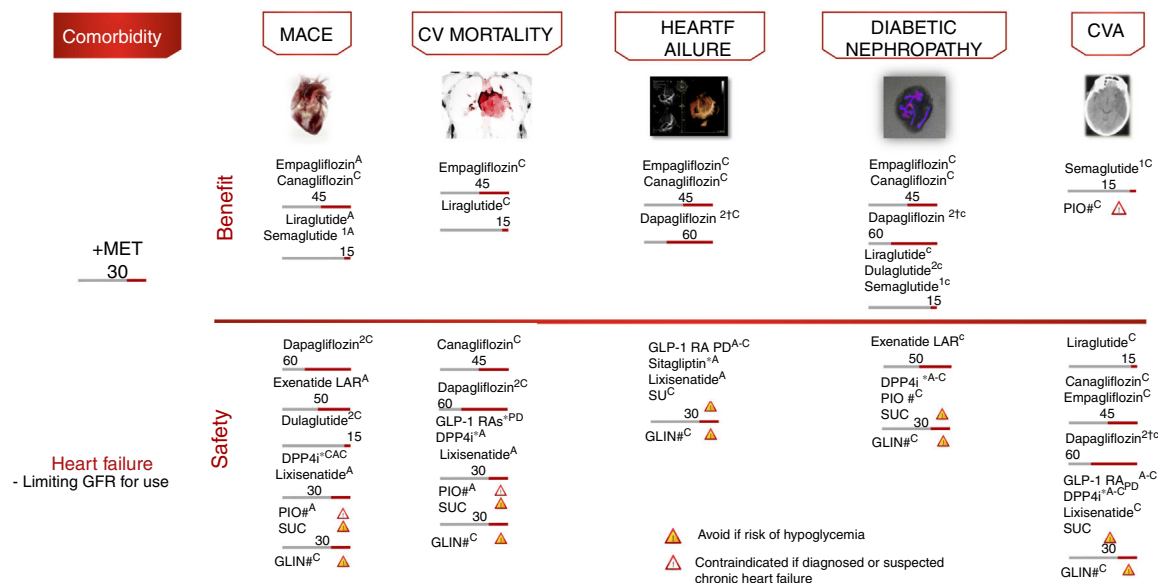 Comorbidity
MACE
CV MORTALITY
HEARTF
AILURE
DIABETIC
NEPHROPATHY
CVA
+MET
30
Heart failure
- Limiting GFR for use
Benefit
Empagliflozin^A
Canagliflozin^C
45
Liraglutide^A
Semaglutide ^1A
15
Empagliflozin^C
45
Liraglutide^C
15
Empagliflozin^C
Canagliflozin^C
45
Dapagliflozin ^2†C
60
Empagliflozin^C
Canagliflozin^C
45
Dapagliflozin ^2†c
60
Liraglutide^c
Dulaglutide^2c
Semaglutide^1c
15
Semaglutide^1C
15
PIO#^C
Safety
Dapagliflozin^2C
60
Exenatide LAR^A
50
Dulaglutide^2C
15
DPP4i^*CAC
Lixisenatide^A
30
PIO#^A
SUC
30
GLIN#^C
Canagliflozin^C
45
Dapagliflozin^2C
60
GLP-1 RAs^*PD
DPP4i^*A
Lixisenatide^A
30
PIO#^A
SUC
30
GLIN#^C
GLP-1 RA PD^A-C
Sitagliptin^*A
Lixisenatide^A
SU^C
30
GLIN#^C
Exenatide LAR^c
50
DPP4i ^*A-C
PIO #^C
SUC
30
GLIN#^C
Liraglutide^C
15
Canagliflozin^C
Empagliflozin^C
45
Dapagliflozin^2†c
60
GLP-1 RA_PD^A-C
DPP4i^*A-C
Lixisenatide^C
SUC
30
GLIN#^C
Avoid if risk of hypoglycemia
Contraindicated if diagnosed or suspected
chronic heart failure